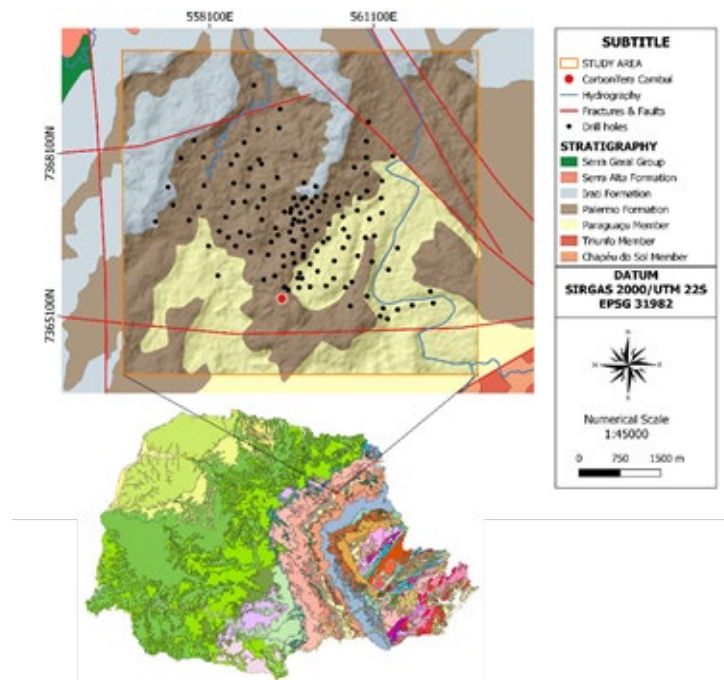 558100E 561100E
7368100N
7365100N
SUBTITLE
STUDY AREA
Carbonífera Cambuí
Hydrography
Fractures & Faults
Drill holes
STRATIGRAPHY
Serra Geral Group
Serra Alta Formation
Irati Formation
Palermo Formation
Paraguaçu Member
Triunfo Member
Chapéu do Sol Member
DATUM
SIRGAS 2000/UTM 22S
EPSG 31982
Numerical Scale
1:45000
0 750 1500 m